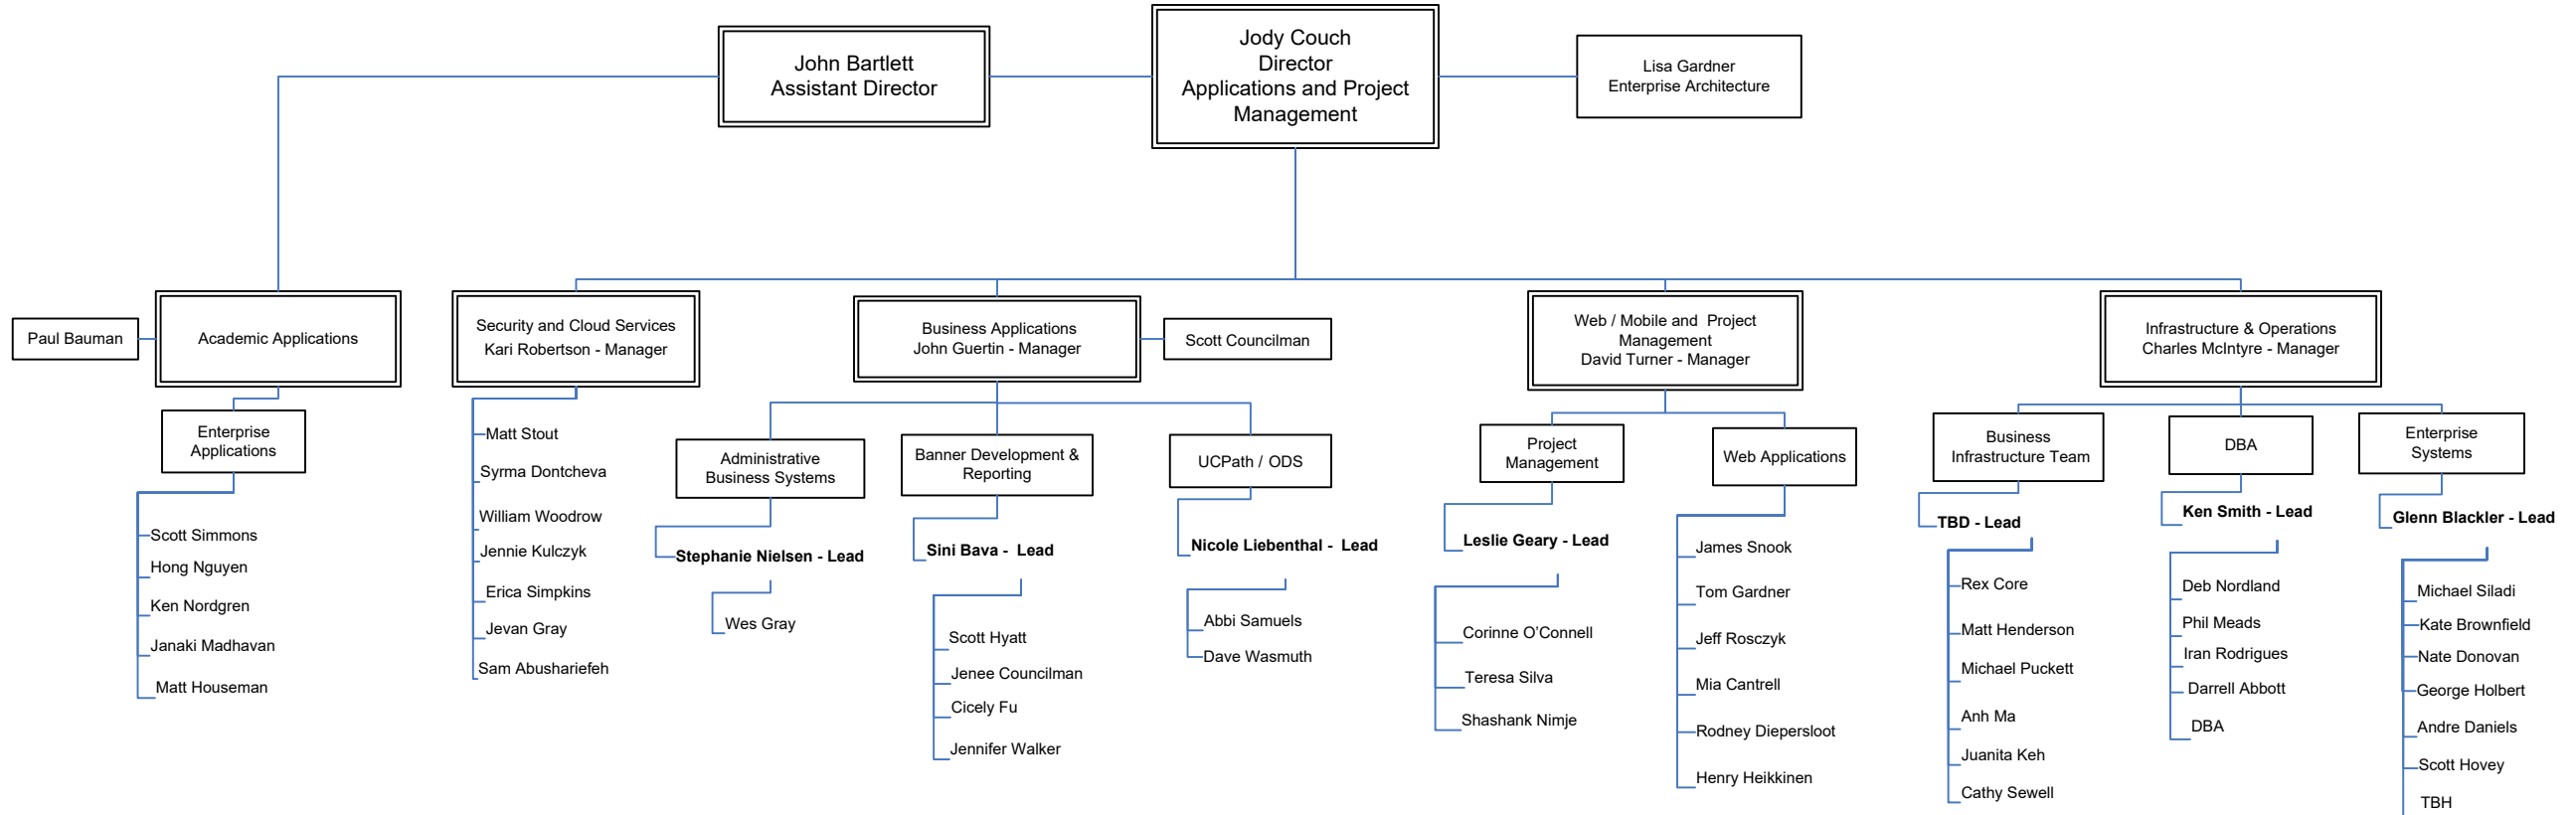 John Bartlett
Assistant Director
Jody Couch
Director
Applications and Project
Management
Lisa Gardner
Enterprise Architecture
Paul Bauman
Academic Applications
Security and Cloud Services
Kari Robertson - Manager
Business Applications
John Guertin - Manager
Scott Councilman
Web / Mobile and Project
Management
David Turner - Manager
Infrastructure & Operations
Charles McIntyre - Manager
Enterprise
Applications
Scott Simmons
Hong Nguyen
Ken Nordgren
Janaki Madhavan
Matt Houseman
Matt Stout
Syrma Dontcheva
William Woodrow
Jennie Kulczyk
Erica Simpkins
Jevan Gray
Sam Abushariefeh
Administrative
Business Systems
Stephanie Nielsen - Lead
Wes Gray
Banner Development &
Reporting
Sini Bava - Lead
Scott Hyatt
Jenee Councilman
Cicely Fu
Jennifer Walker
UCPath / ODS
Nicole Liebenthal - Lead
Abbi Samuels
Dave Wasmuth
Project
Management
Leslie Geary - Lead
Corinne O’Connell
Teresa Silva
Shashank Nimje
Web Applications
James Snook
Tom Gardner
Jeff Rosczyk
Mia Cantrell
Rodney Diepersloot
Henry Heikkinen
Business
Infrastructure Team
TBD - Lead
Rex Core
Matt Henderson
Michael Puckett
Anh Ma
Juanita Keh
Cathy Sewell
DBA
Ken Smith - Lead
Deb Nordland
Phil Meads
Iran Rodrigues
Darrell Abbott
DBA
Enterprise
Systems
Glenn Blackler - Lead
Michael Siladi
Kate Brownfield
Nate Donovan
George Holbert
Andre Daniels
Scott Hovey
TBH